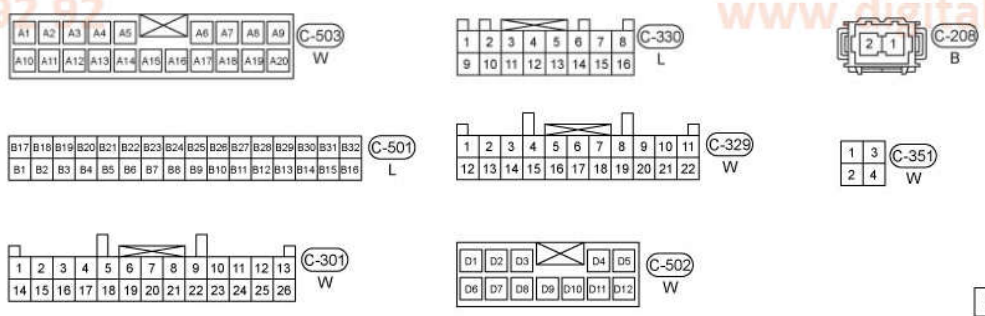 A1 A2 A3 A4 A5 A6 A7 A8 A9
A10 A11 A12 A13 A14 A15 A16 A17 A18 A19 A20
C-503
W
1 2 3 4 5 6 7 8
9 10 11 12 13 14 15 16
C-330
L
www.digita
2 1
C-208
B
B17 B18 B19 B20 B21 B22 B23 B24 B25 B26 B27 B28 B29 B30 B31 B32
B1 B2 B3 B4 B5 B6 B7 B8 B9 B10 B11 B12 B13 B14 B15 B16
C-501
L
1 2 3 4 5 6 7 8 9 10 11
12 13 14 15 16 17 18 19 20 21 22
C-329
W
1 3
2 4
C-351
W
1 2 3 4 5 6 7 8 9 10 11 12 13
14 15 16 17 18 19 20 21 22 23 24 25 26
C-301
W
D1 D2 D3 D4 D5
D6 D7 D8 D9 D10 D11 D12
C-502
W